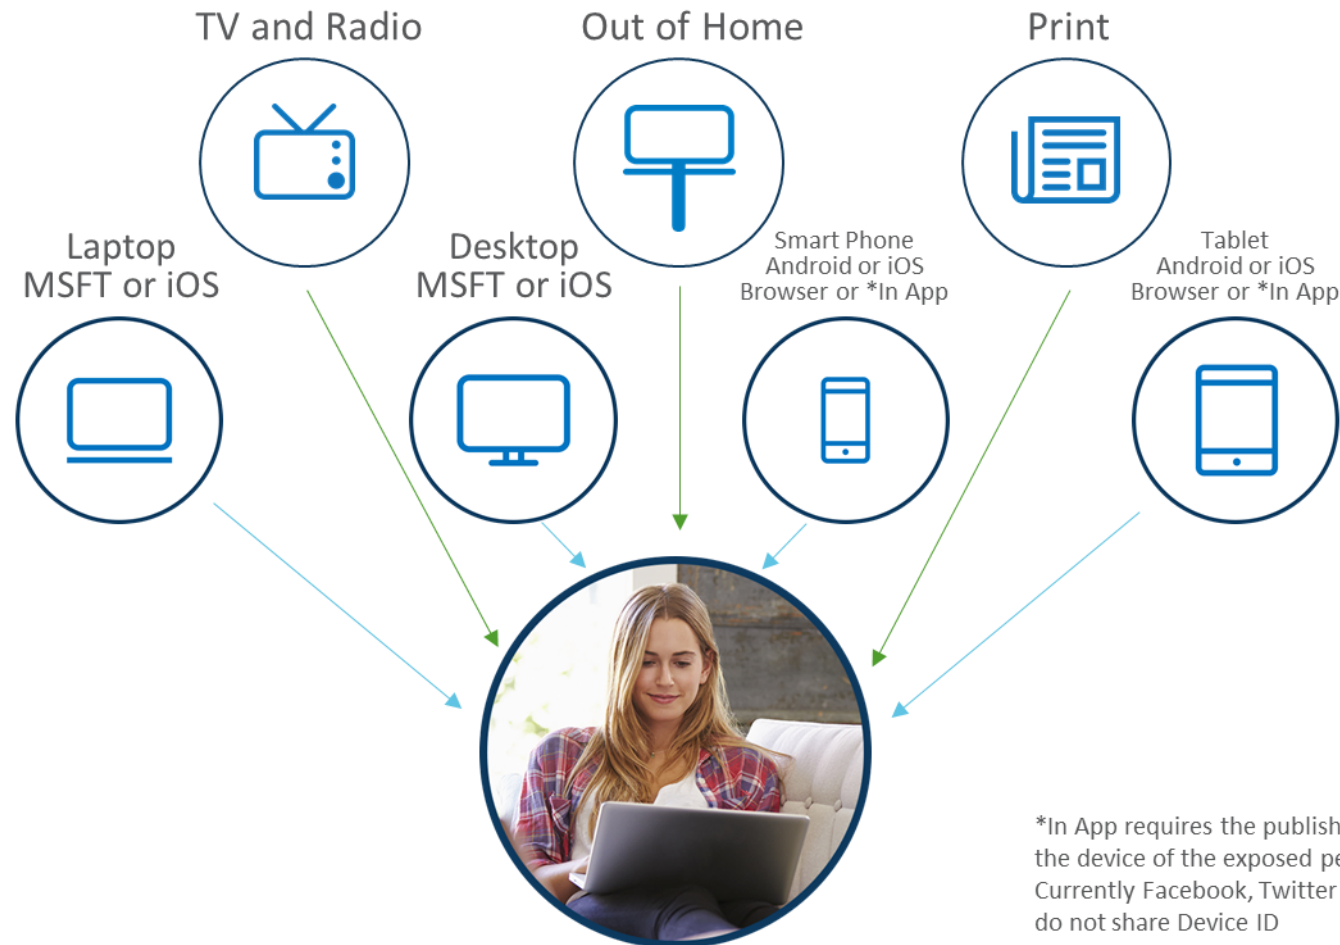 TV and Radio
Out of Home
Print
Laptop
MSFT or iOS
Desktop
MSFT or iOS
Smart Phone
Android or iOS
Browser or *In App
Tablet
Android or iOS
Browser or *In App
*In App requires the publish
the device of the exposed pe
Currently Facebook, Twitter
do not share Device ID